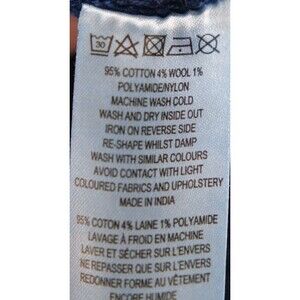 30
95% COTTON 4% WOOL 1%
POLYAMIDE/NYLON
MACHINE WASH COLD
WASH AND DRY INSIDE OUT
IRON ON REVERSE SIDE
RE-SHAPE WHILST DAMP
WASH WITH SIMILAR COLOURS
AVOID CONTACT WITH LIGHT
COLOURED FABRICS AND UPHOLSTERY
MADE IN INDIA
95% COTON 4% LAINE 1% POLYAMIDE
LAVAGE À FROID EN MACHINE
LAVER ET SÉCHER SUR L'ENVERS
NE REPASSER QUE SUR L'ENVERS
REDONNER FORME AU VÊTEMENT
ENCORE HUMIDE